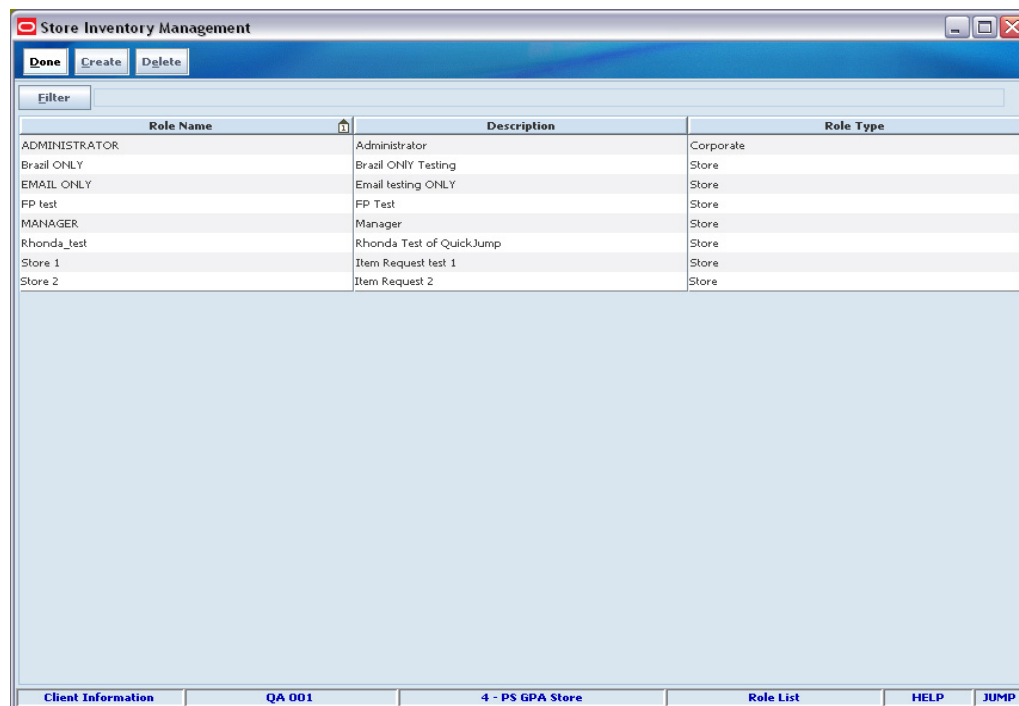 Store Inventory Management
Done Create Delete
Filter
Role Name 1 Description Role Type
ADMINISTRATOR Administrator Corporate
Brazil ONLY Brazil ONlY Testing Store
EMAIL ONLY Email testing ONLY Store
FP test FP Test Store
MANAGER Manager Store
Rhonda_test Rhonda Test of QuickJump Store
Store 1 Item Request test 1 Store
Store 2 Item Request 2 Store
Client Information QA 001 4 - PS GPA Store Role List HELP JUMP